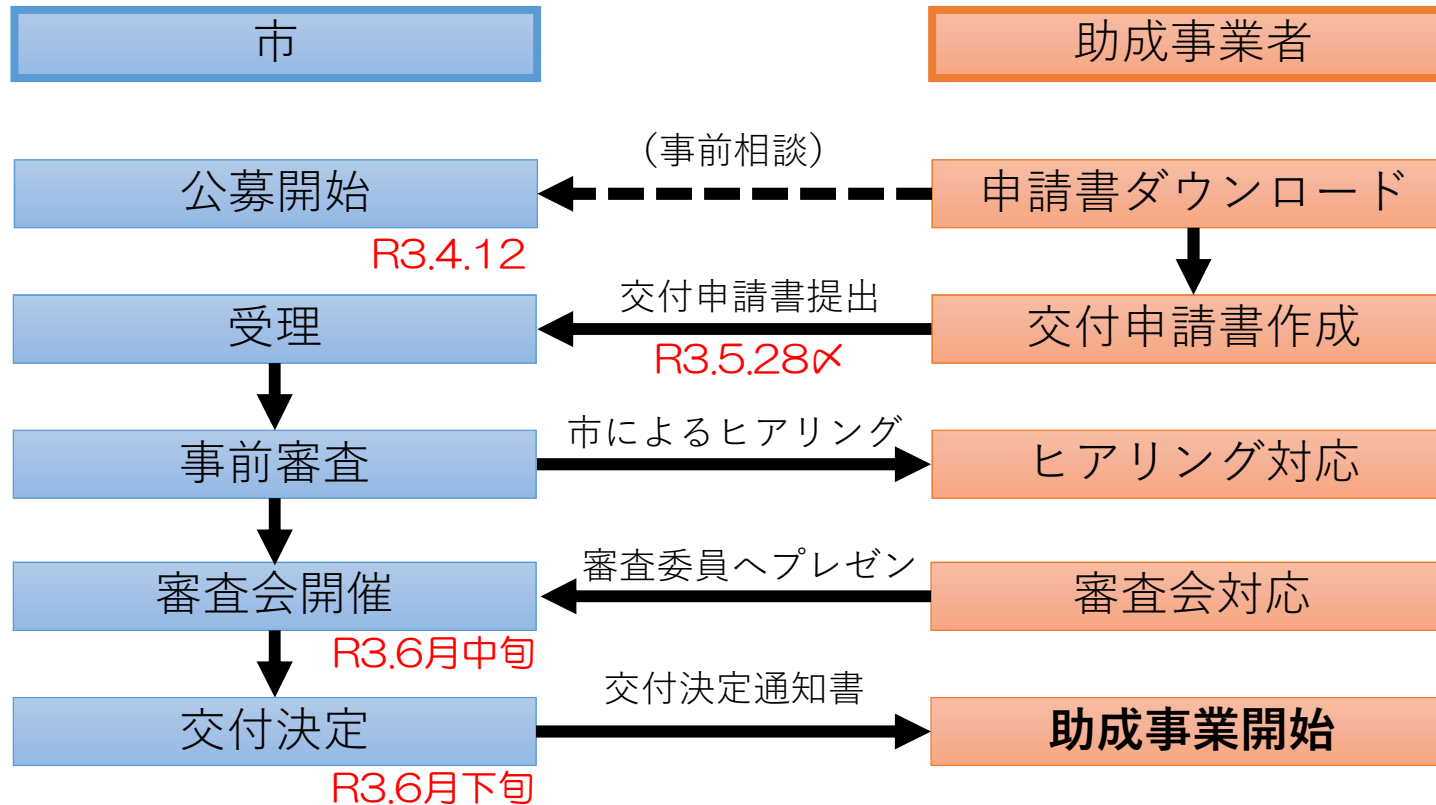 市
助成事業者
（事前相談）
公募開始
申請書ダウンロード
R3.4.12
交付申請書提出
受理
交付申請書作成
R3.5.28〆
市によるヒアリング
事前審査
ヒアリング対応
審査委員へプレゼン
審査会開催
審査会対応
R3.6月中旬
交付決定通知書
交付決定
助成事業開始
R3.6月下旬